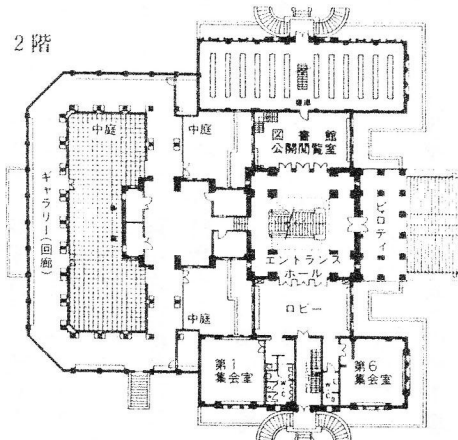 2階
書庫
図書館
公開閲覧室
中庭
中庭
ギャラリー(回廊)
ピロティ
エントランス
ホール
ロビー
中庭
第1
集会室
第6
集会室